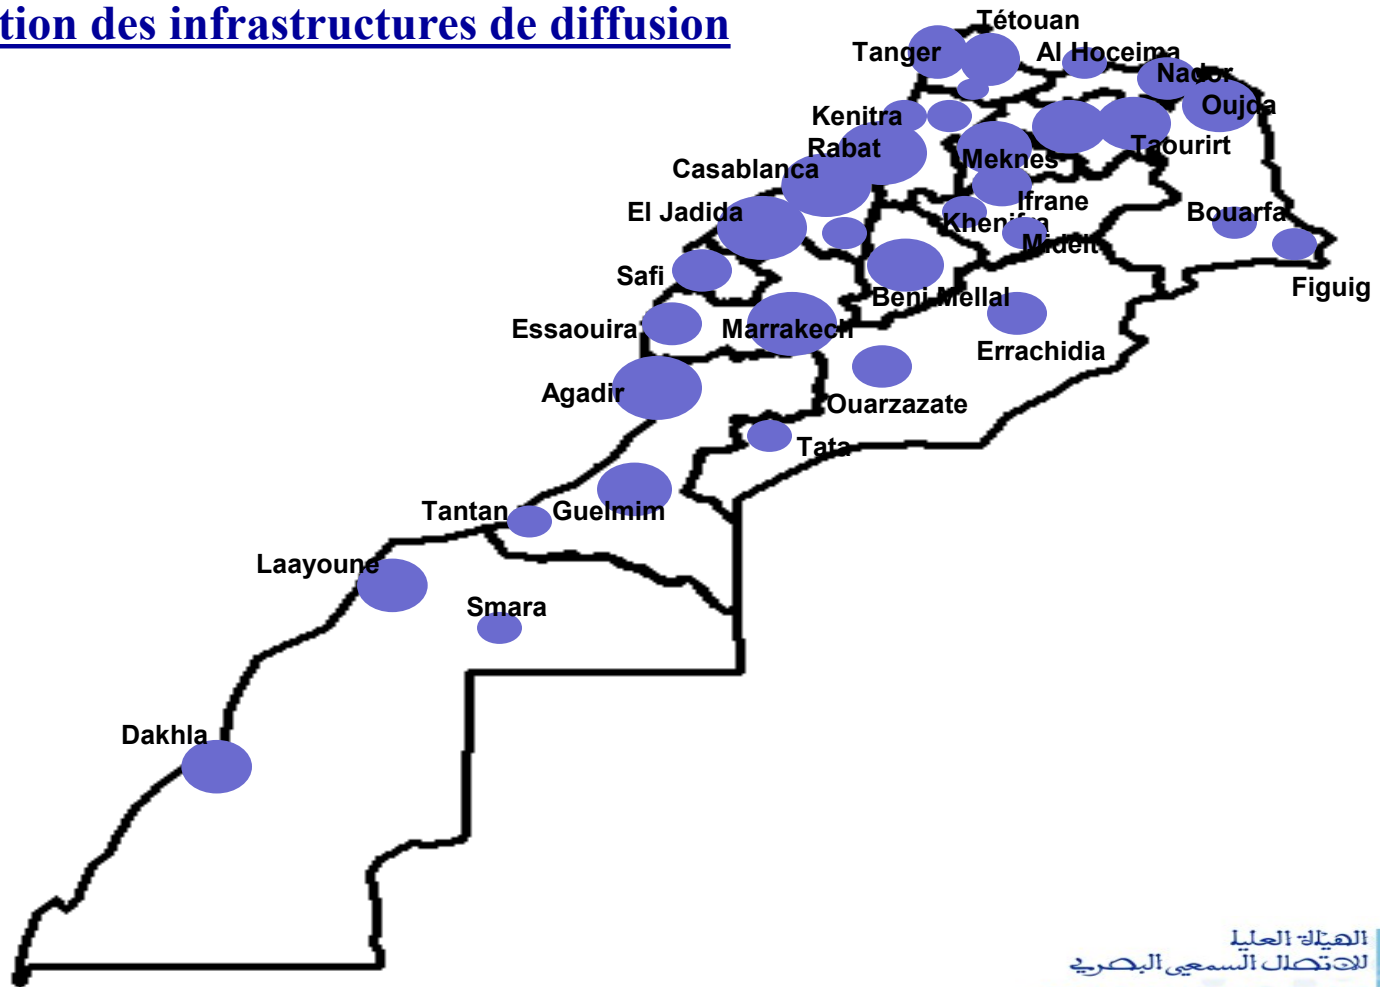 tion des infrastructures de diffusion
Tétouan
Tanger
Al Hoceima
Nador
Oujda
Kenitra
Rabat
Taourirt
Casablanca
Meknes
Ifrane
El Jadida
Khenifra
Bouarfa
Midelt
Safi
Figuig
Beni Mellal
Essaouira
Marrakech
Errachidia
Agadir
Ouarzazate
Tata
Tantan
Guelmim
Laayoune
Smara
Dakhla
الهيئة العليا
للاتصال السمعي البصري